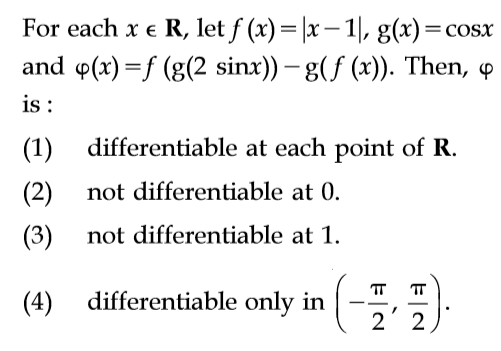 For each x ϵ R, let f (x) = |x − 1|, g(x) = cosx
and φ(x) = f (g(2 sinx)) − g( f (x)). Then, φ
is :
(1) differentiable at each point of R.
(2) not differentiable at 0.
(3) not differentiable at 1.
(4) differentiable only in (−π/2, π/2).